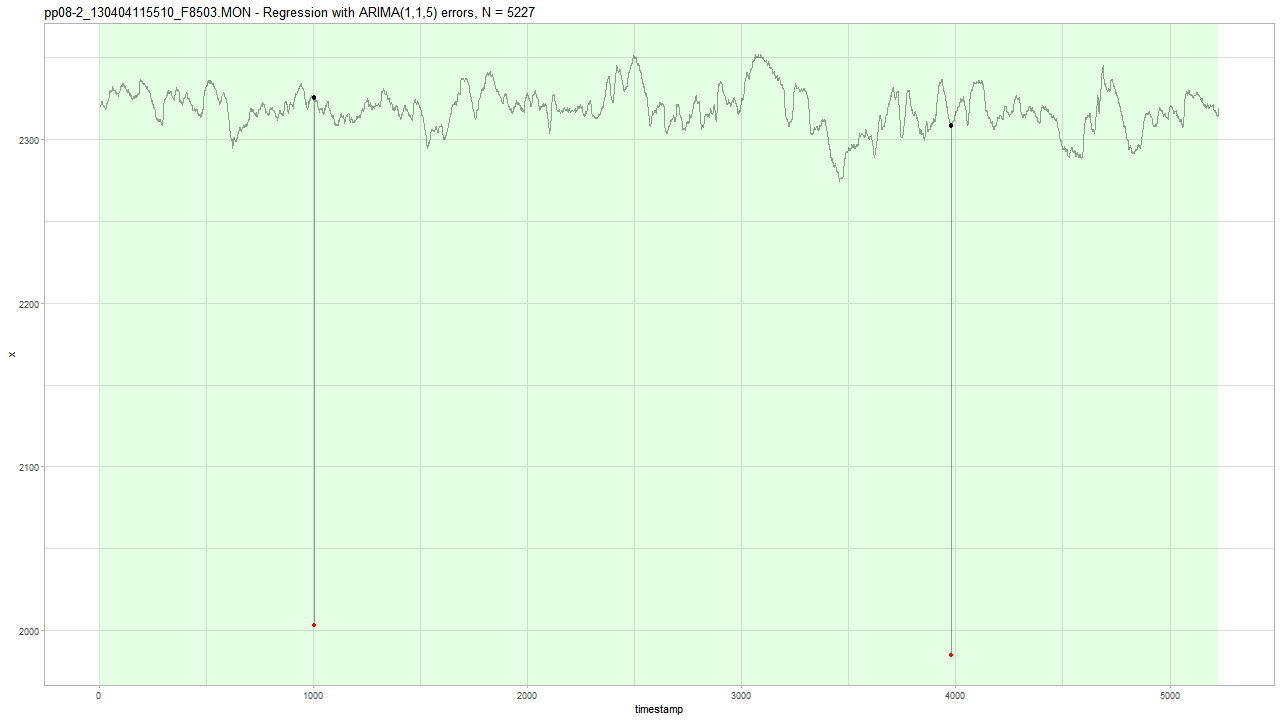 pp08-2_130404115510_F8503.MON - Regression with ARIMA(1,1,5) errors, N = 5227
2300
2200
x
2100
2000
0 1000 2000 3000 4000 5000
timestamp